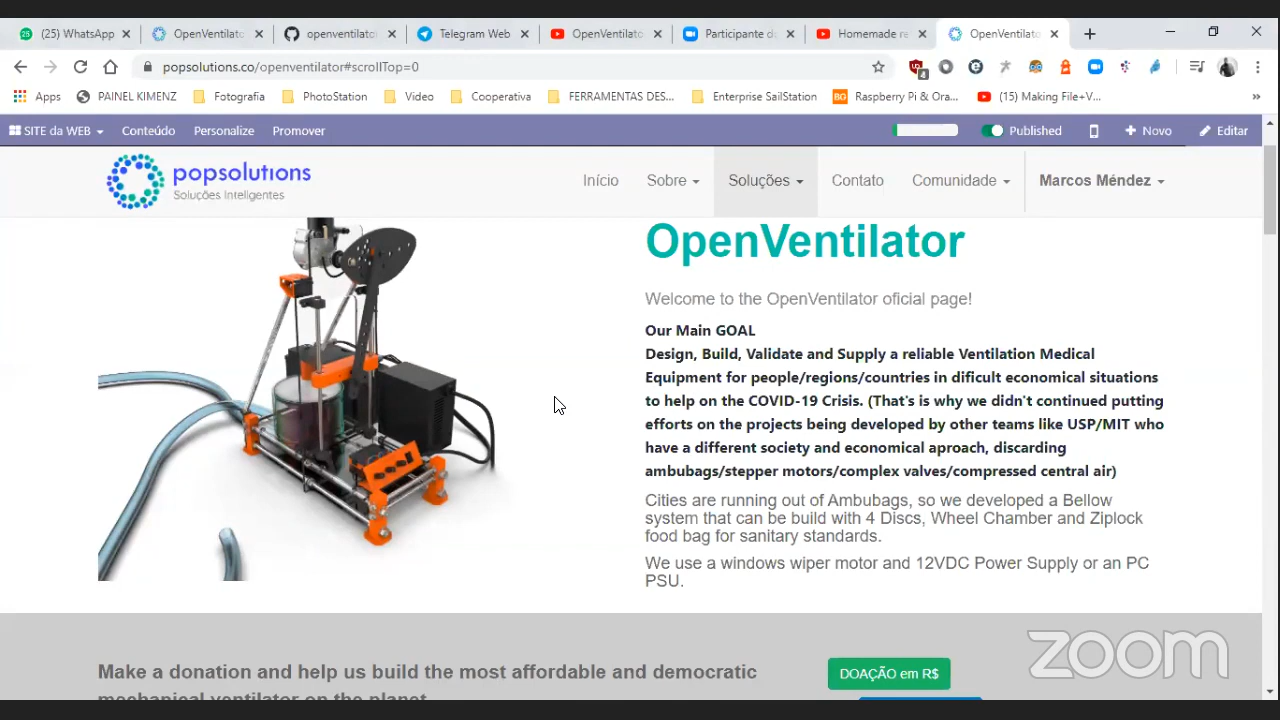 (25) WhatsApp
OpenVentilato
openventilato
Telegram Web
OpenVentilato
Participante d
Homemade re
OpenVentilato
popsolutions.co/openventilator#scrollTop=0
Apps
PAINEL KIMENZ
Fotografia
PhotoStation
Video
Cooperativa
FERRAMENTAS DES...
Enterprise SailStation
Raspberry Pi & Ora...
(15) Making File+V...
SITE da WEB
Conteúdo
Personalize
Promover
Published
Novo
Editar
popsolutions
Soluções Inteligentes
Início
Sobre
Soluções
Contato
Comunidade
Marcos Méndez
OpenVentilator
Welcome to the OpenVentilator oficial page!
Our Main GOAL
Design, Build, Validate and Supply a reliable Ventilation Medical
Equipment for people/regions/countries in dificult economical situations
to help on the COVID-19 Crisis. (That's is why we didn't continued putting
efforts on the projects being developed by other teams like USP/MIT who
have a different society and economical aproach, discarding
ambubags/stepper motors/complex valves/compressed central air)
Cities are running out of Ambubags, so we developed a Bellow
system that can be build with 4 Discs, Wheel Chamber and Ziplock
food bag for sanitary standards.
We use a windows wiper motor and 12VDC Power Supply or an PC
PSU.
Make a donation and help us build the most affordable and democratic
mechanical ventilator on the planet
DOAÇÃO em R$
zoom